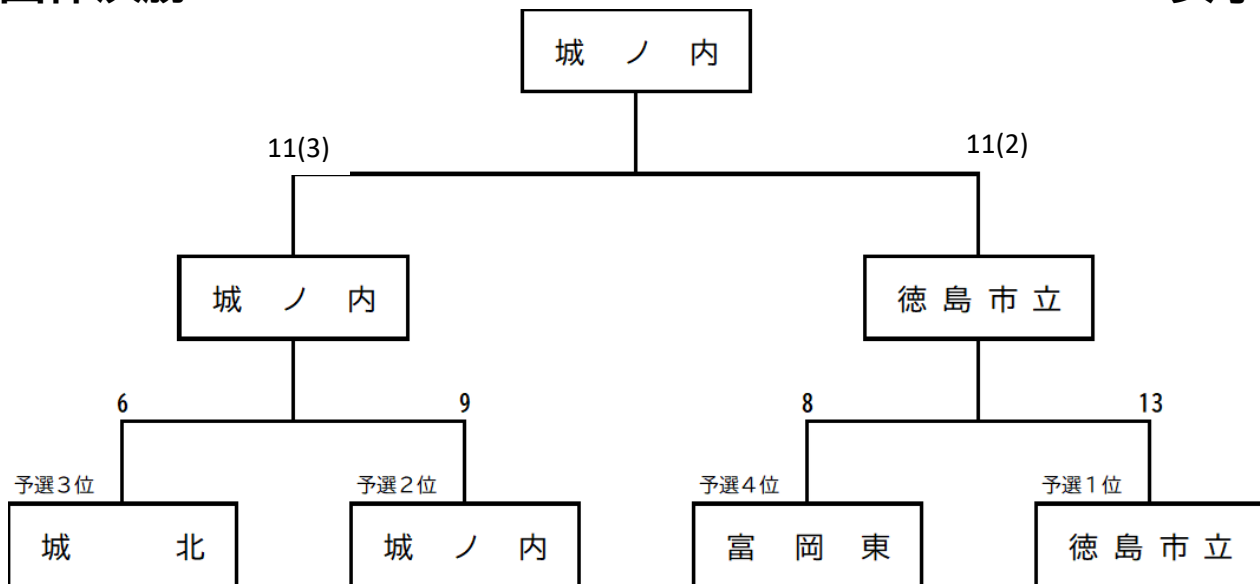 城ノ内
11(3) 11(2)
城ノ内 徳島市立
6 9 8 13
予選3位 予選2位 予選4位 予選1位
城北 城ノ内 富岡東 徳島市立